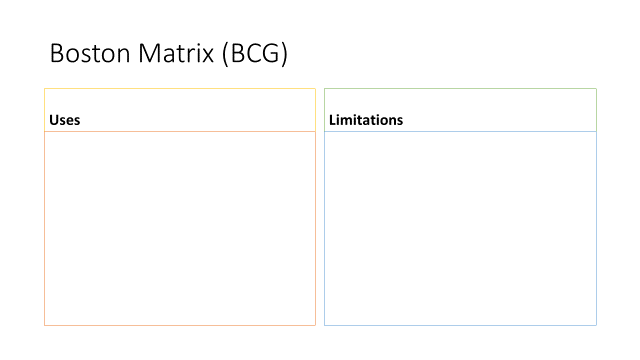 Boston Matrix (BCG)
Uses
Limitations